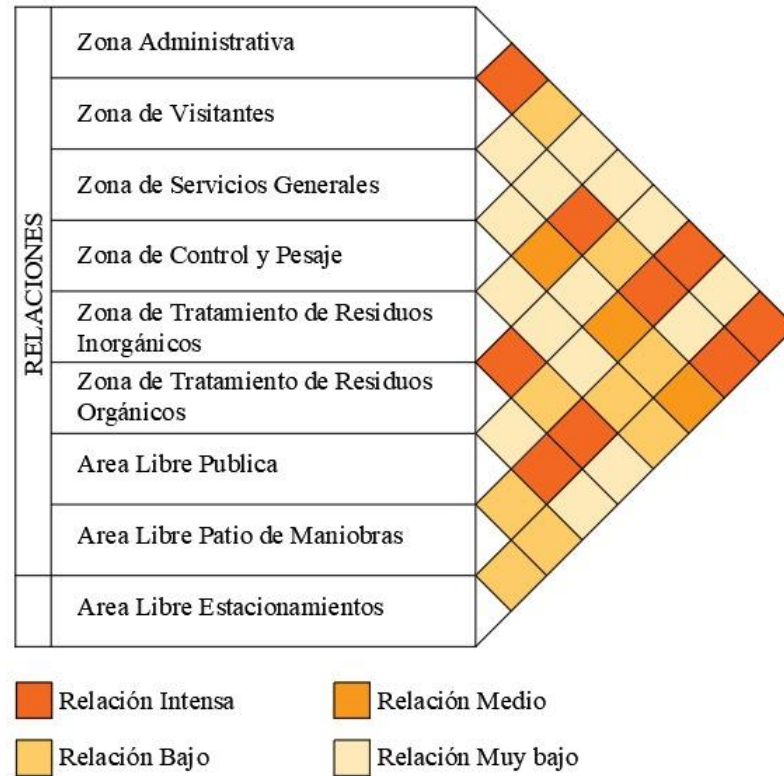 RELACIONES
Zona Administrativa
Zona de Visitantes
Zona de Servicios Generales
Zona de Control y Pesaje
Zona de Tratamiento de Residuos
Inorgánicos
Zona de Tratamiento de Residuos
Orgánicos
Area Libre Publica
Area Libre Patio de Maniobras
Area Libre Estacionamientos
Relación Intensa
Relación Medio
Relación Bajo
Relación Muy bajo